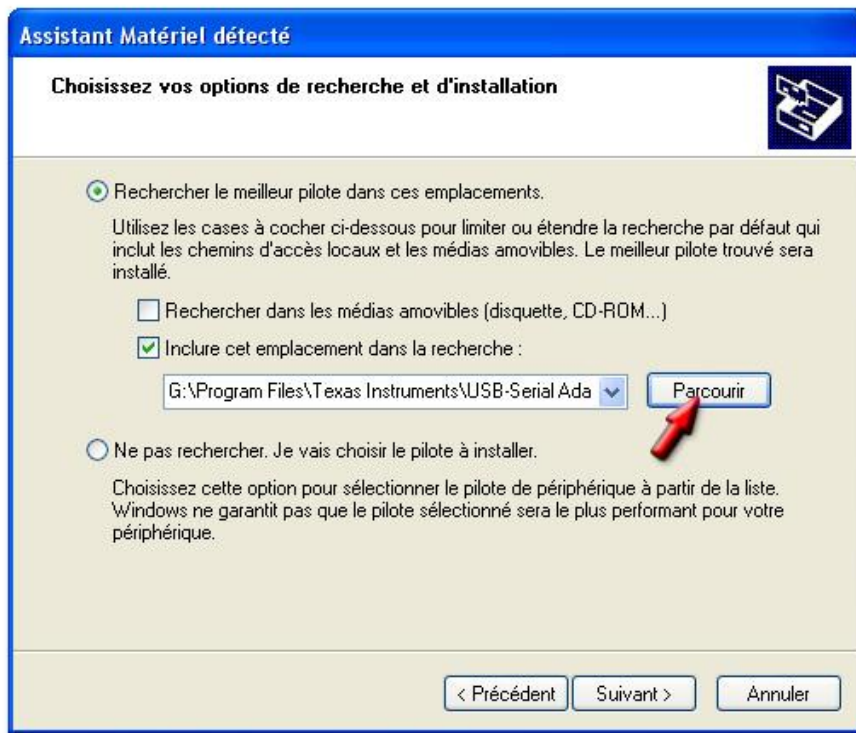 Assistant Matériel détecté
Choisissez vos options de recherche et d'installation
Rechercher le meilleur pilote dans ces emplacements.
Utilisez les cases à cocher ci-dessous pour limiter ou étendre la recherche par défaut qui
inclut les chemins d'accès locaux et les médias amovibles. Le meilleur pilote trouvé sera
installé.
Rechercher dans les médias amovibles (disquette, CD-ROM...)
Inclure cet emplacement dans la recherche :
G:\Program Files\Texas Instruments\USB-Serial Ada
Parcourir
Ne pas rechercher. Je vais choisir le pilote à installer.
Choisissez cette option pour sélectionner le pilote de périphérique à partir de la liste.
Windows ne garantit pas que le pilote sélectionné sera le plus performant pour votre
périphérique.
< Précédent
Suivant >
Annuler